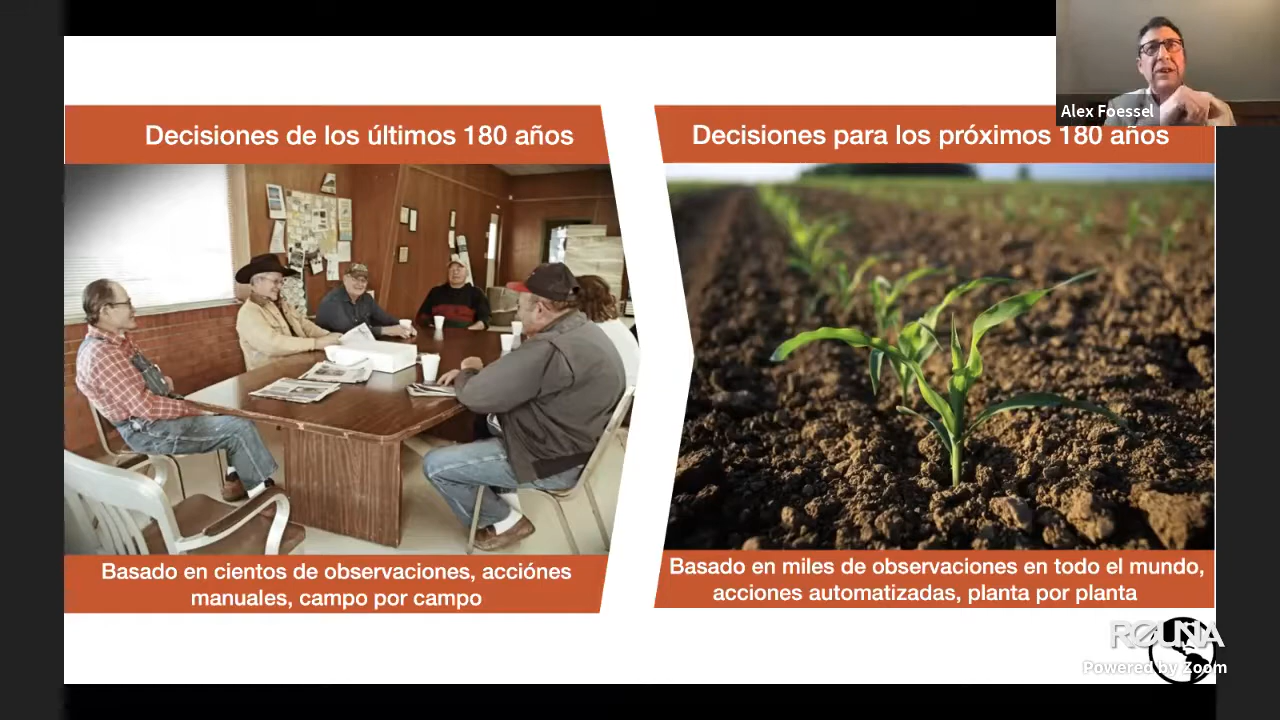 Alex Foessel
Decisiones de los últimos 180 años
Decisiones para los próximos 180 años
Basado en cientos de observaciones, acciónes
manuales, campo por campo
Basado en miles de observaciones en todo el mundo,
acciones automatizadas, planta por planta
REUNA
Powered by Zoom